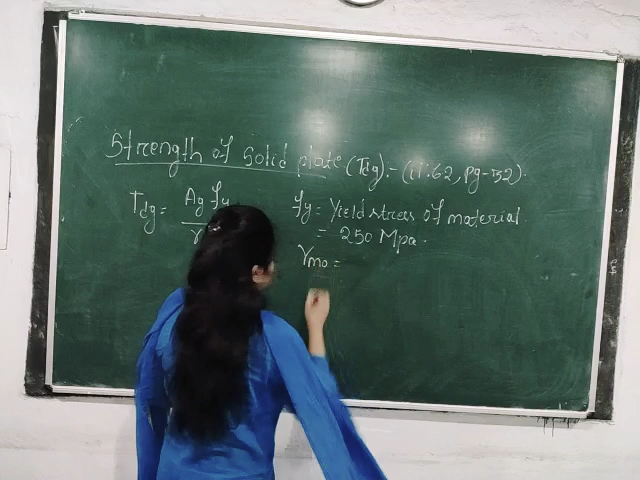 Strength of Solid plate (Tdg):- (cl:6.2, pg-32).
Tdg = Ag fy
fy = Yield stress of material.
= 250 Mpa.
γmo =